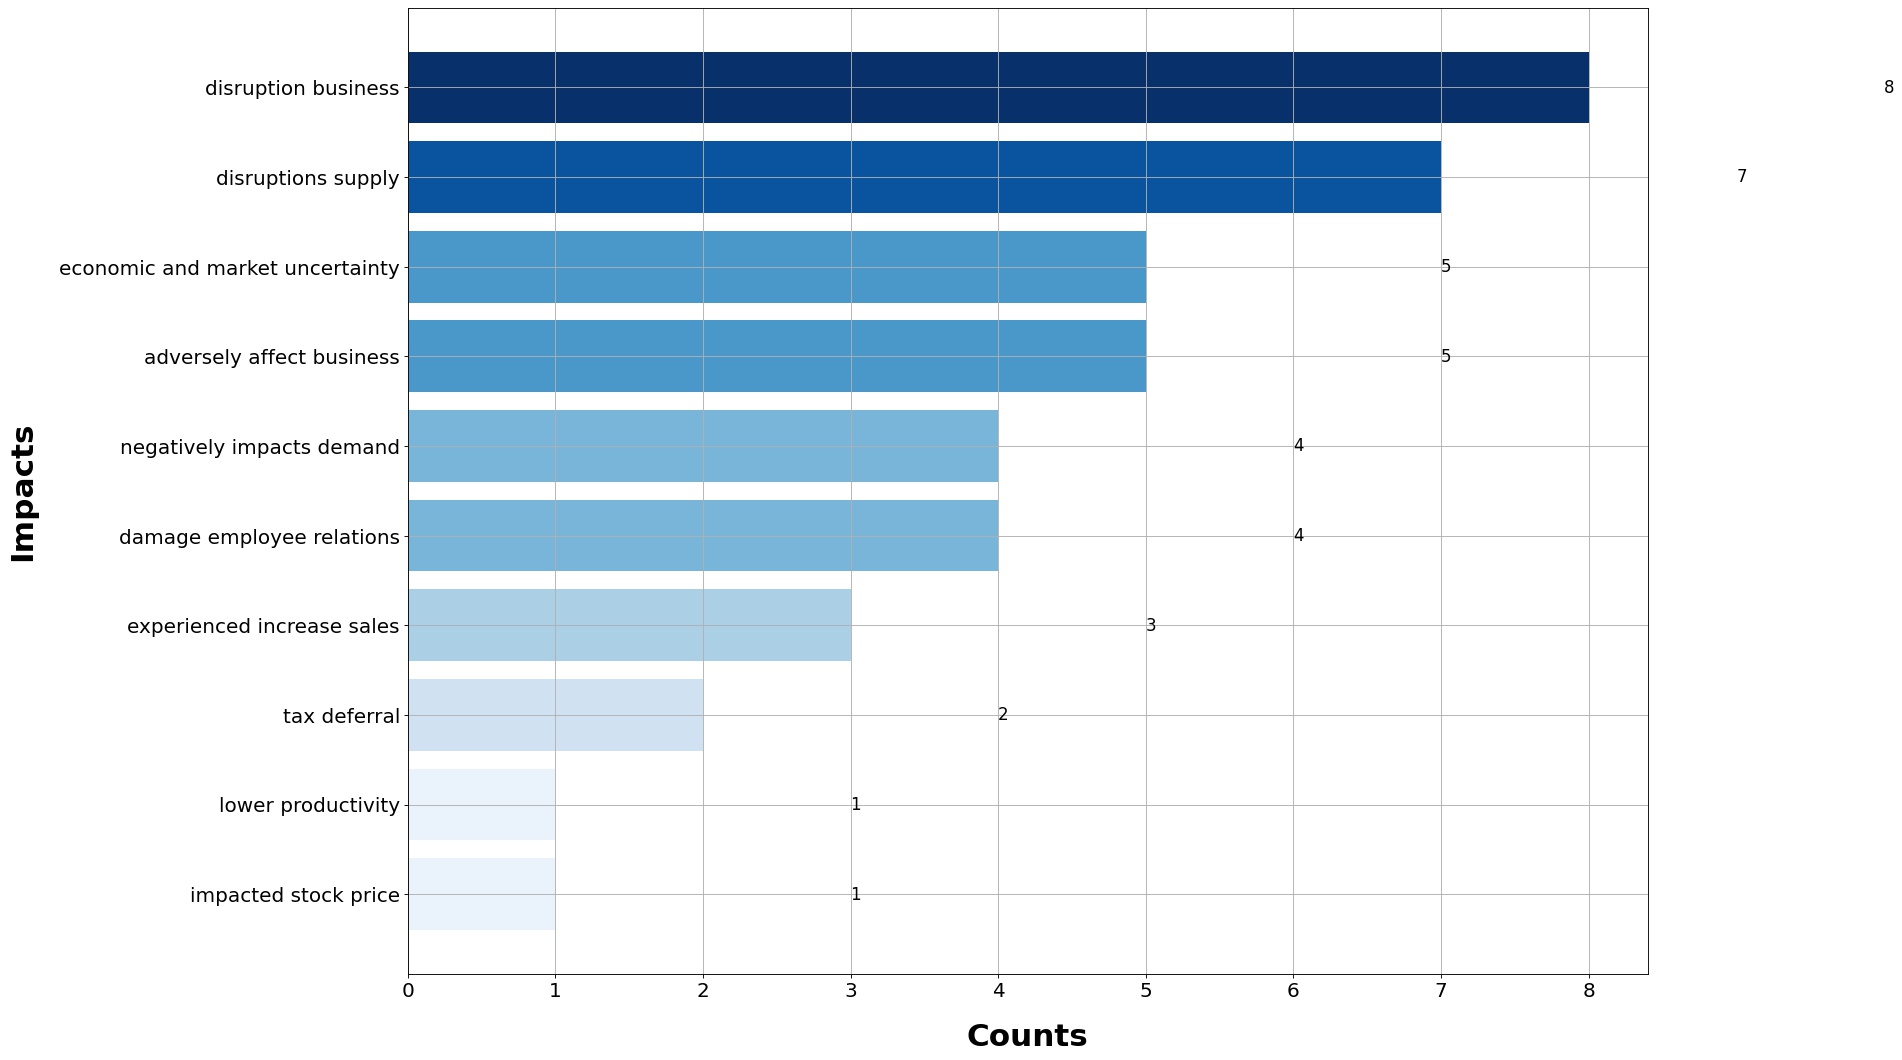 disruption business 8
disruptions supply 7
economic and market uncertainty 5
adversely affect business 5
negatively impacts demand 4
damage employee relations 4
experienced increase sales 3
tax deferral 2
lower productivity 1
impacted stock price 1
Impacts
0 1 2 3 4 5 6 7 8
Counts